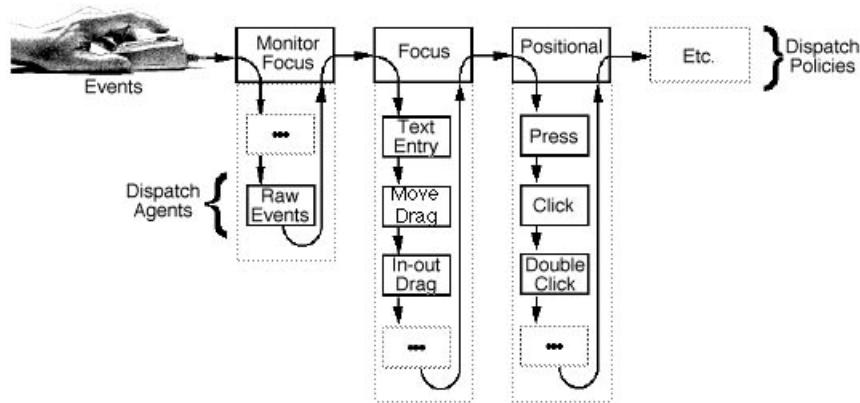 Monitor
Focus
Focus
Positional
Etc.
Dispatch
Policies
Events
•••
Text
Entry
Press
Dispatch
Agents
Raw
Events
Move
Drag
Click
In-out
Drag
Double
Click
•••
•••